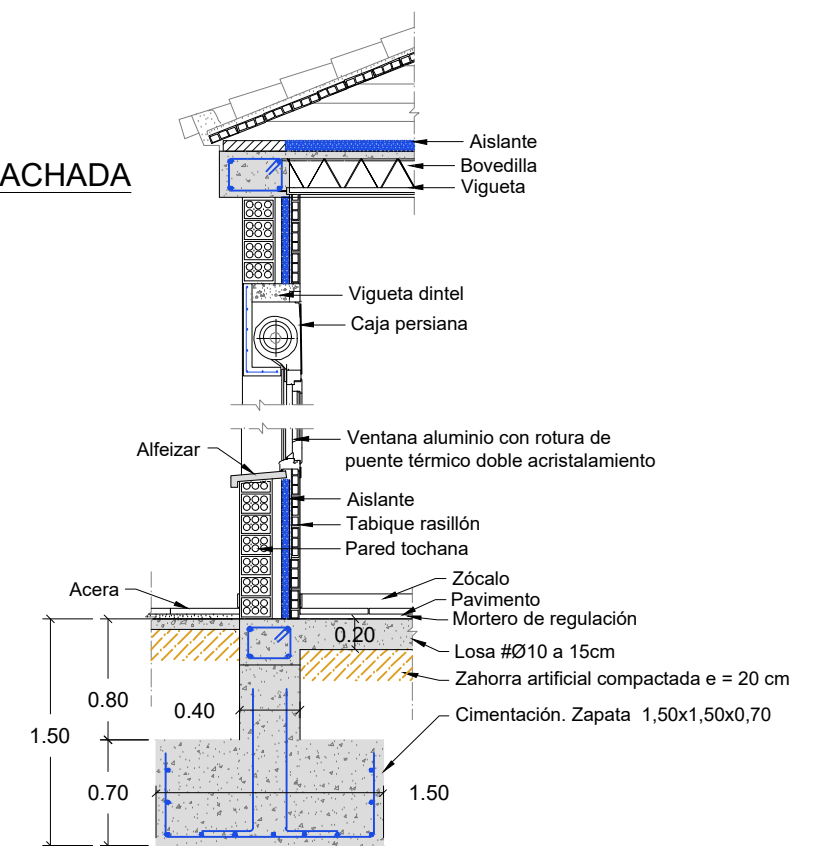 ACHADA
Aislante
Bovedilla
Vigueta
Vigueta dintel
Caja persiana
Ventana aluminio con rotura de
puente térmico doble acristalamiento
Alfeizar
Aislante
Tabique rasillón
Pared tochana
Zócalo
Acera
Pavimento
Mortero de regulación
0.20
Losa #Ø10 a 15cm
Zahorra artificial compactada e = 20 cm
0.80
0.40
Cimentación. Zapata 1,50x1,50x0,70
1.50
0.70
1.50